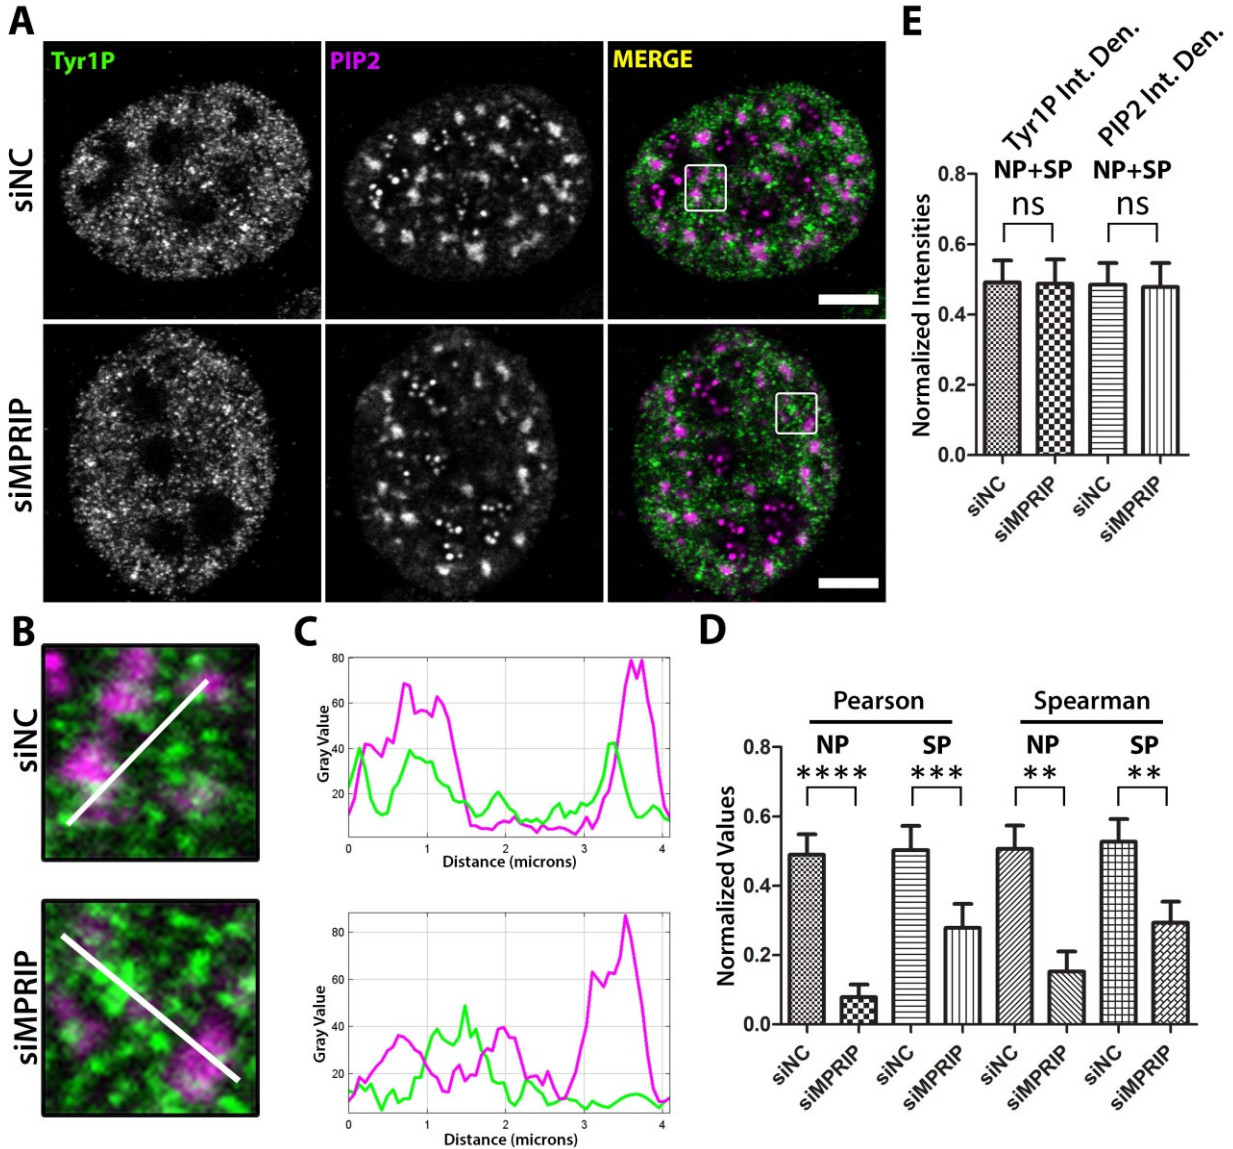 A
Tyr1P
PIP2
MERGE
siNC
siMPRIP
E
Tyr1P Int. Den.
PIP2 Int. Den.
NP+SP
NP+SP
ns
ns
Normalized Intensities
0.8
0.6
0.4
0.2
0.0
siNC
siMPRIP
siNC
siMPRIP
B
siNC
siMPRIP
C
80
60
40
20
Gray Value
0
1
2
3
4
Distance (microns)
80
60
40
20
Gray Value
0
1
2
3
4
Distance (microns)
D
Pearson
Spearman
NP
SP
NP
SP
****
***
**
**
Normalized Values
0.8
0.6
0.4
0.2
0.0
siNC
siMPRIP
siNC
siMPRIP
siNC
siMPRIP
siNC
siMPRIP